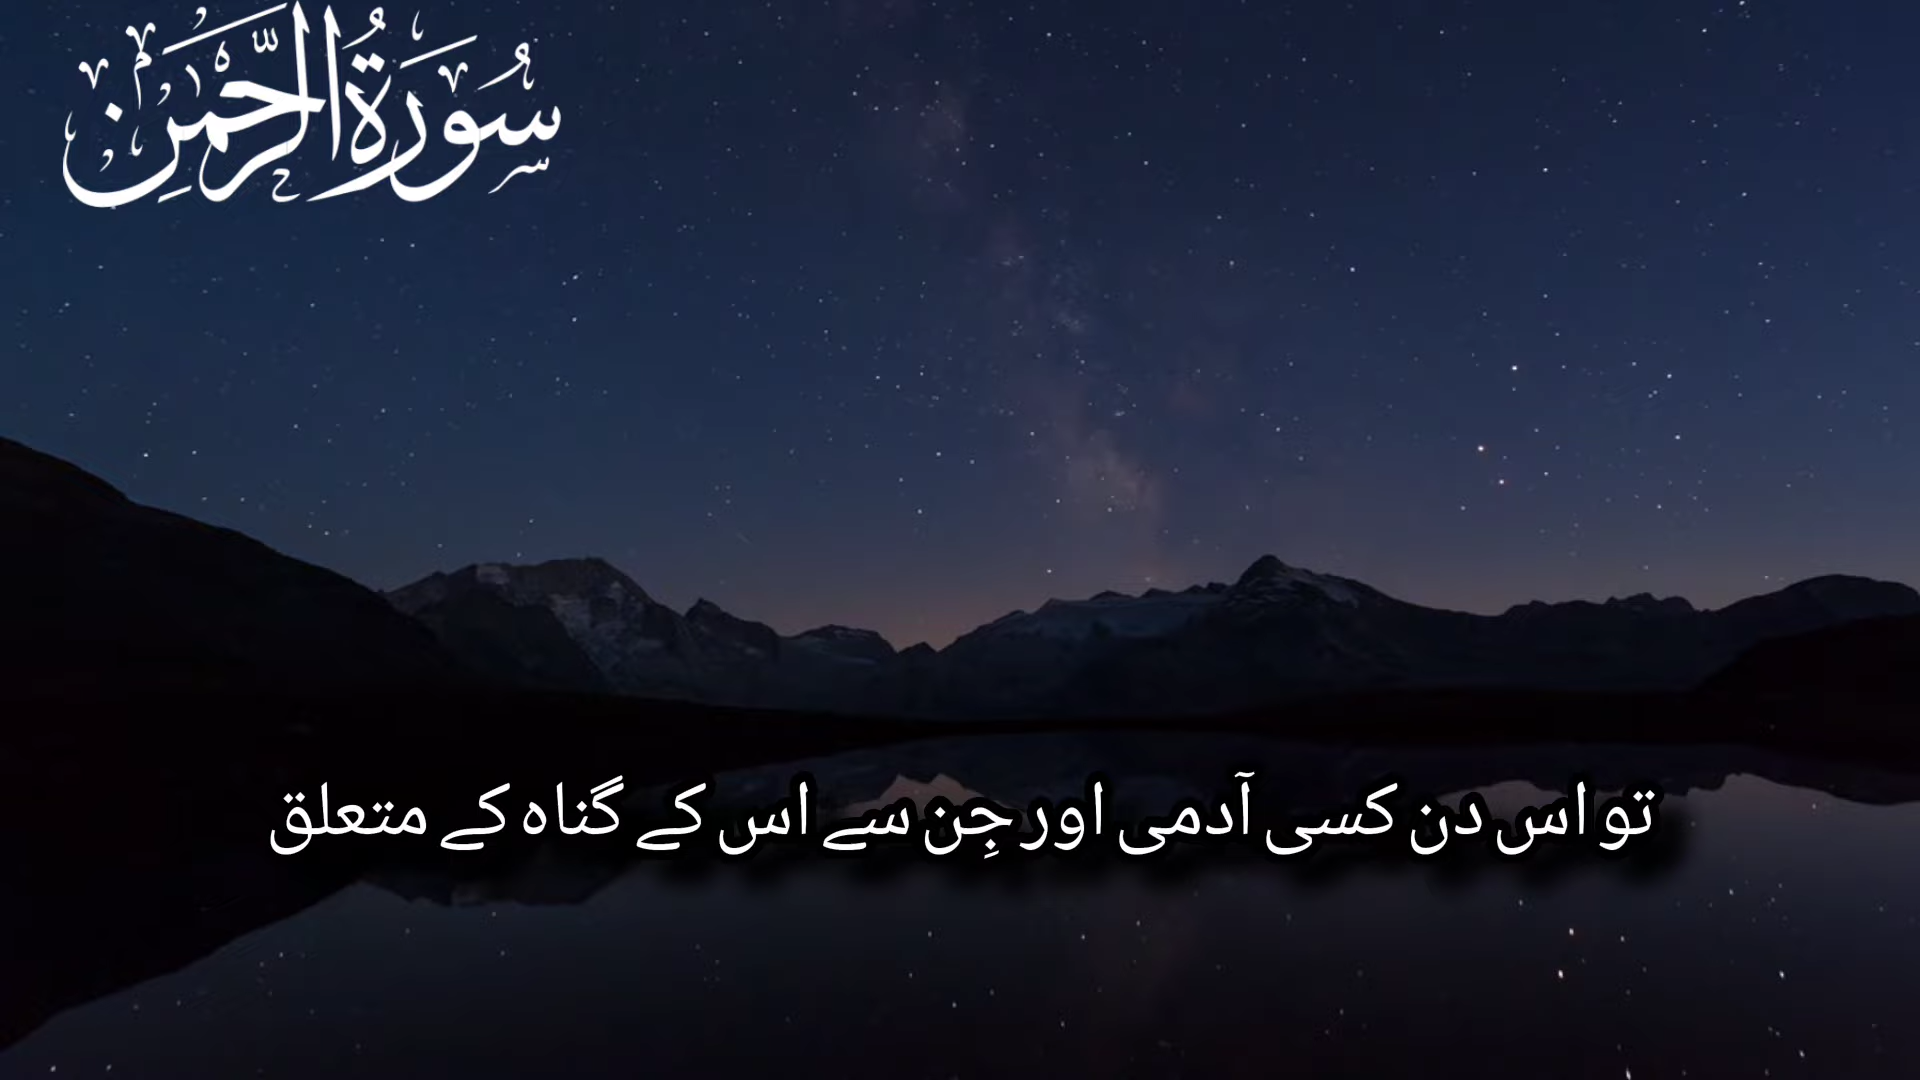 سُورَةُ الرَّحْمٰنِ
تو اس دن کسی آدمی اور جِن سے اس کے گناہ کے متعلق